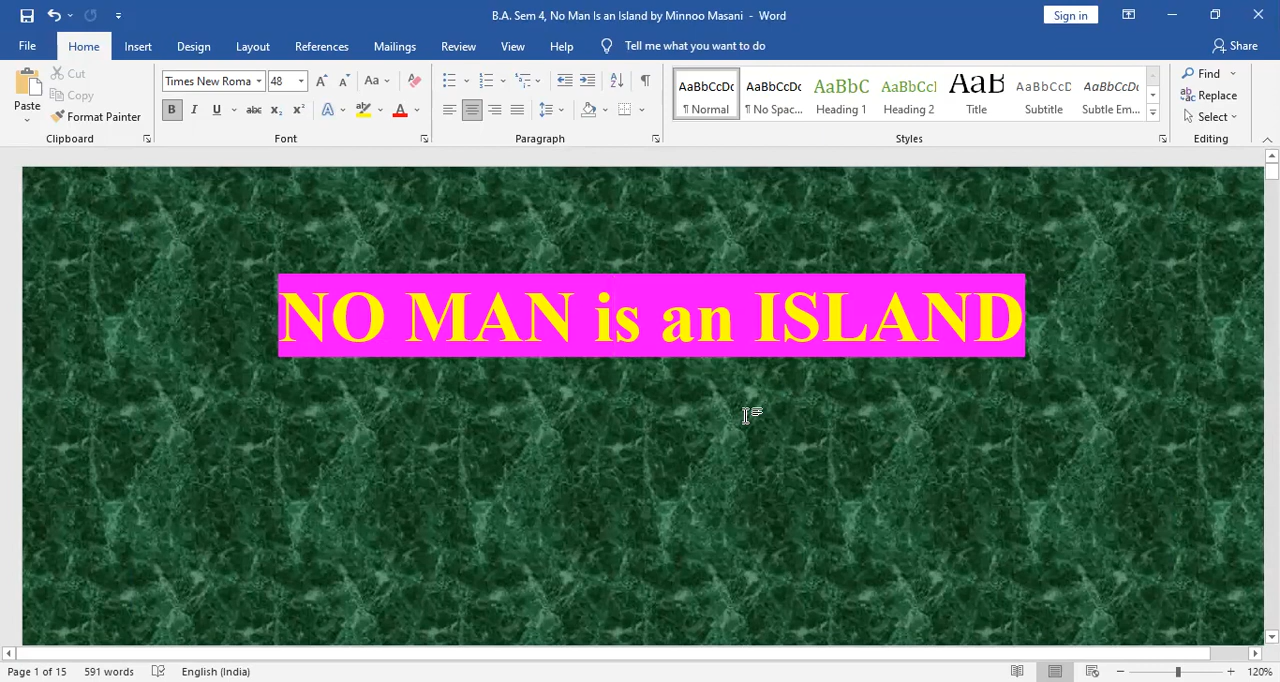 B.A. Sem 4, No Man Is an Island by Minnoo Masani - Word
Sign in
File Home Insert Design Layout References Mailings Review View Help Tell me what you want to do Share
Paste
Cut
Copy
Format Painter
Clipboard
Times New Roma 48
Font
Paragraph
AaBbCcDc AaBbCcDc AaBbC AaBbCcI AaB AaBbCcD AaBbCcDc
¶ Normal ¶ No Spac... Heading 1 Heading 2 Title Subtitle Subtle Em...
Styles
Find
Replace
Select
Editing
NO MAN is an ISLAND
Page 1 of 15 591 words English (India) 120%